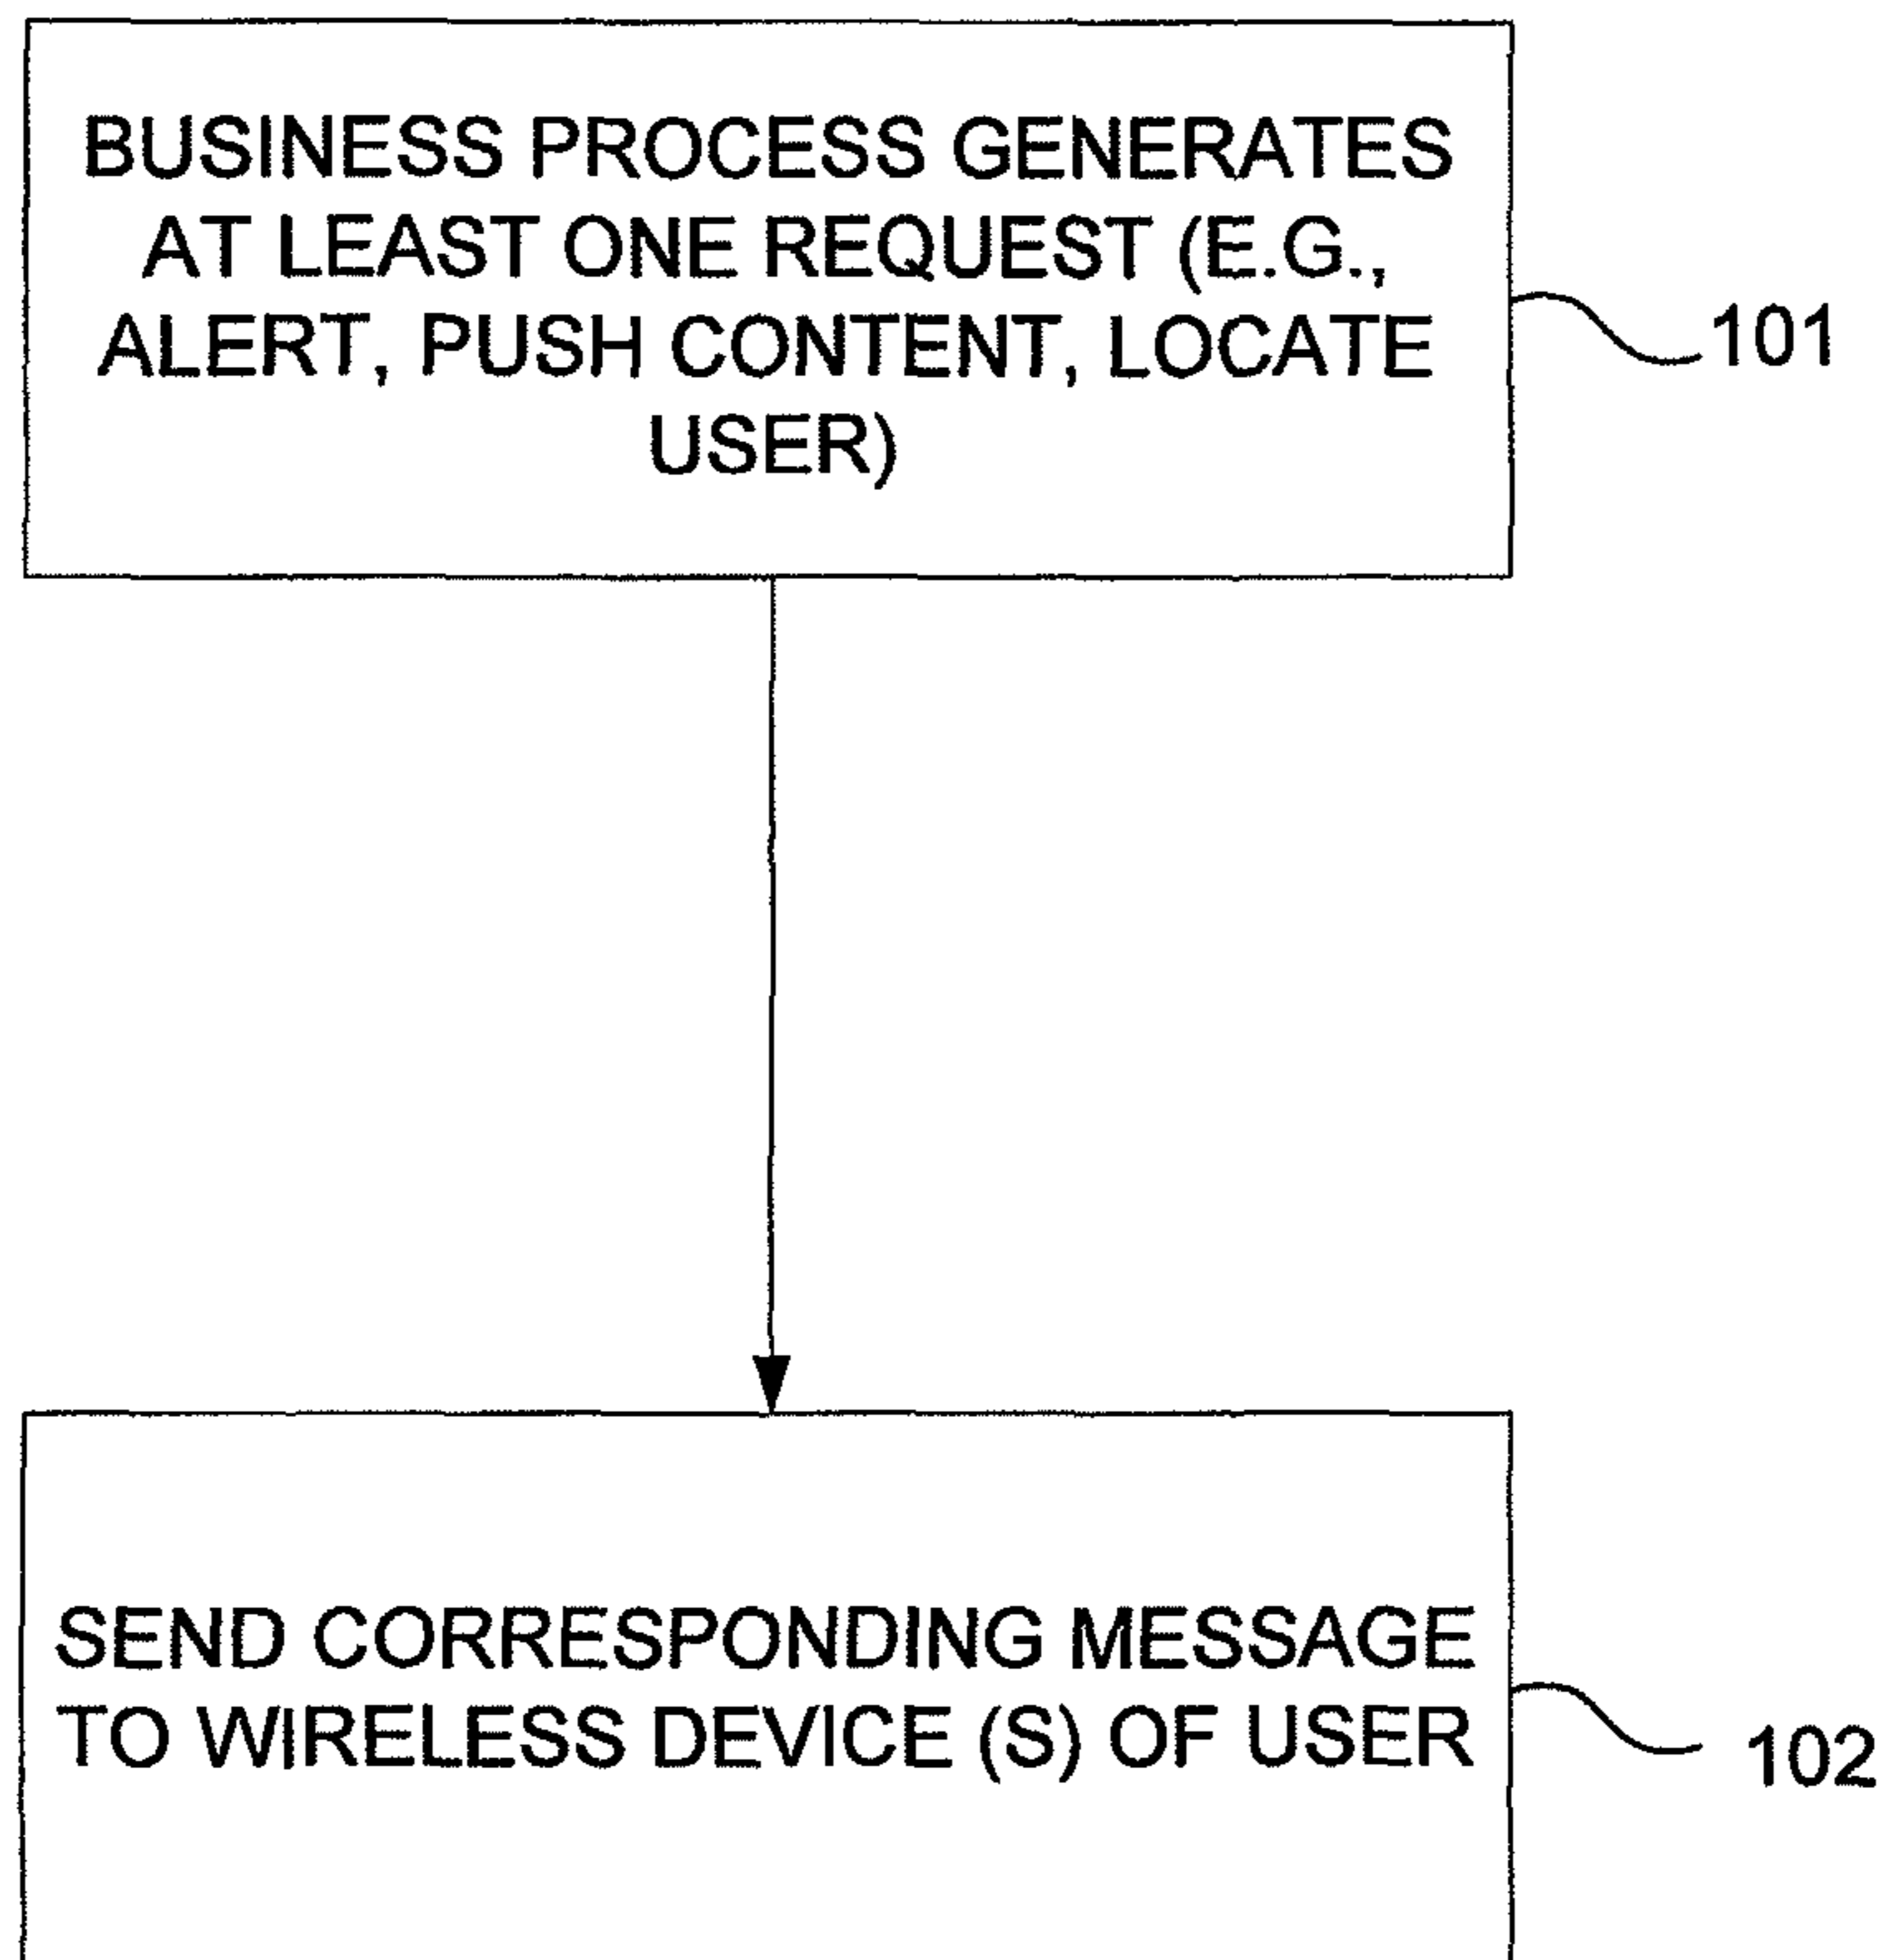 BUSINESS PROCESS GENERATES
AT LEAST ONE REQUEST (E.G.,
ALERT, PUSH CONTENT, LOCATE
USER)
101
SEND CORRESPONDING MESSAGE
TO WIRELESS DEVICE (S) OF USER
102